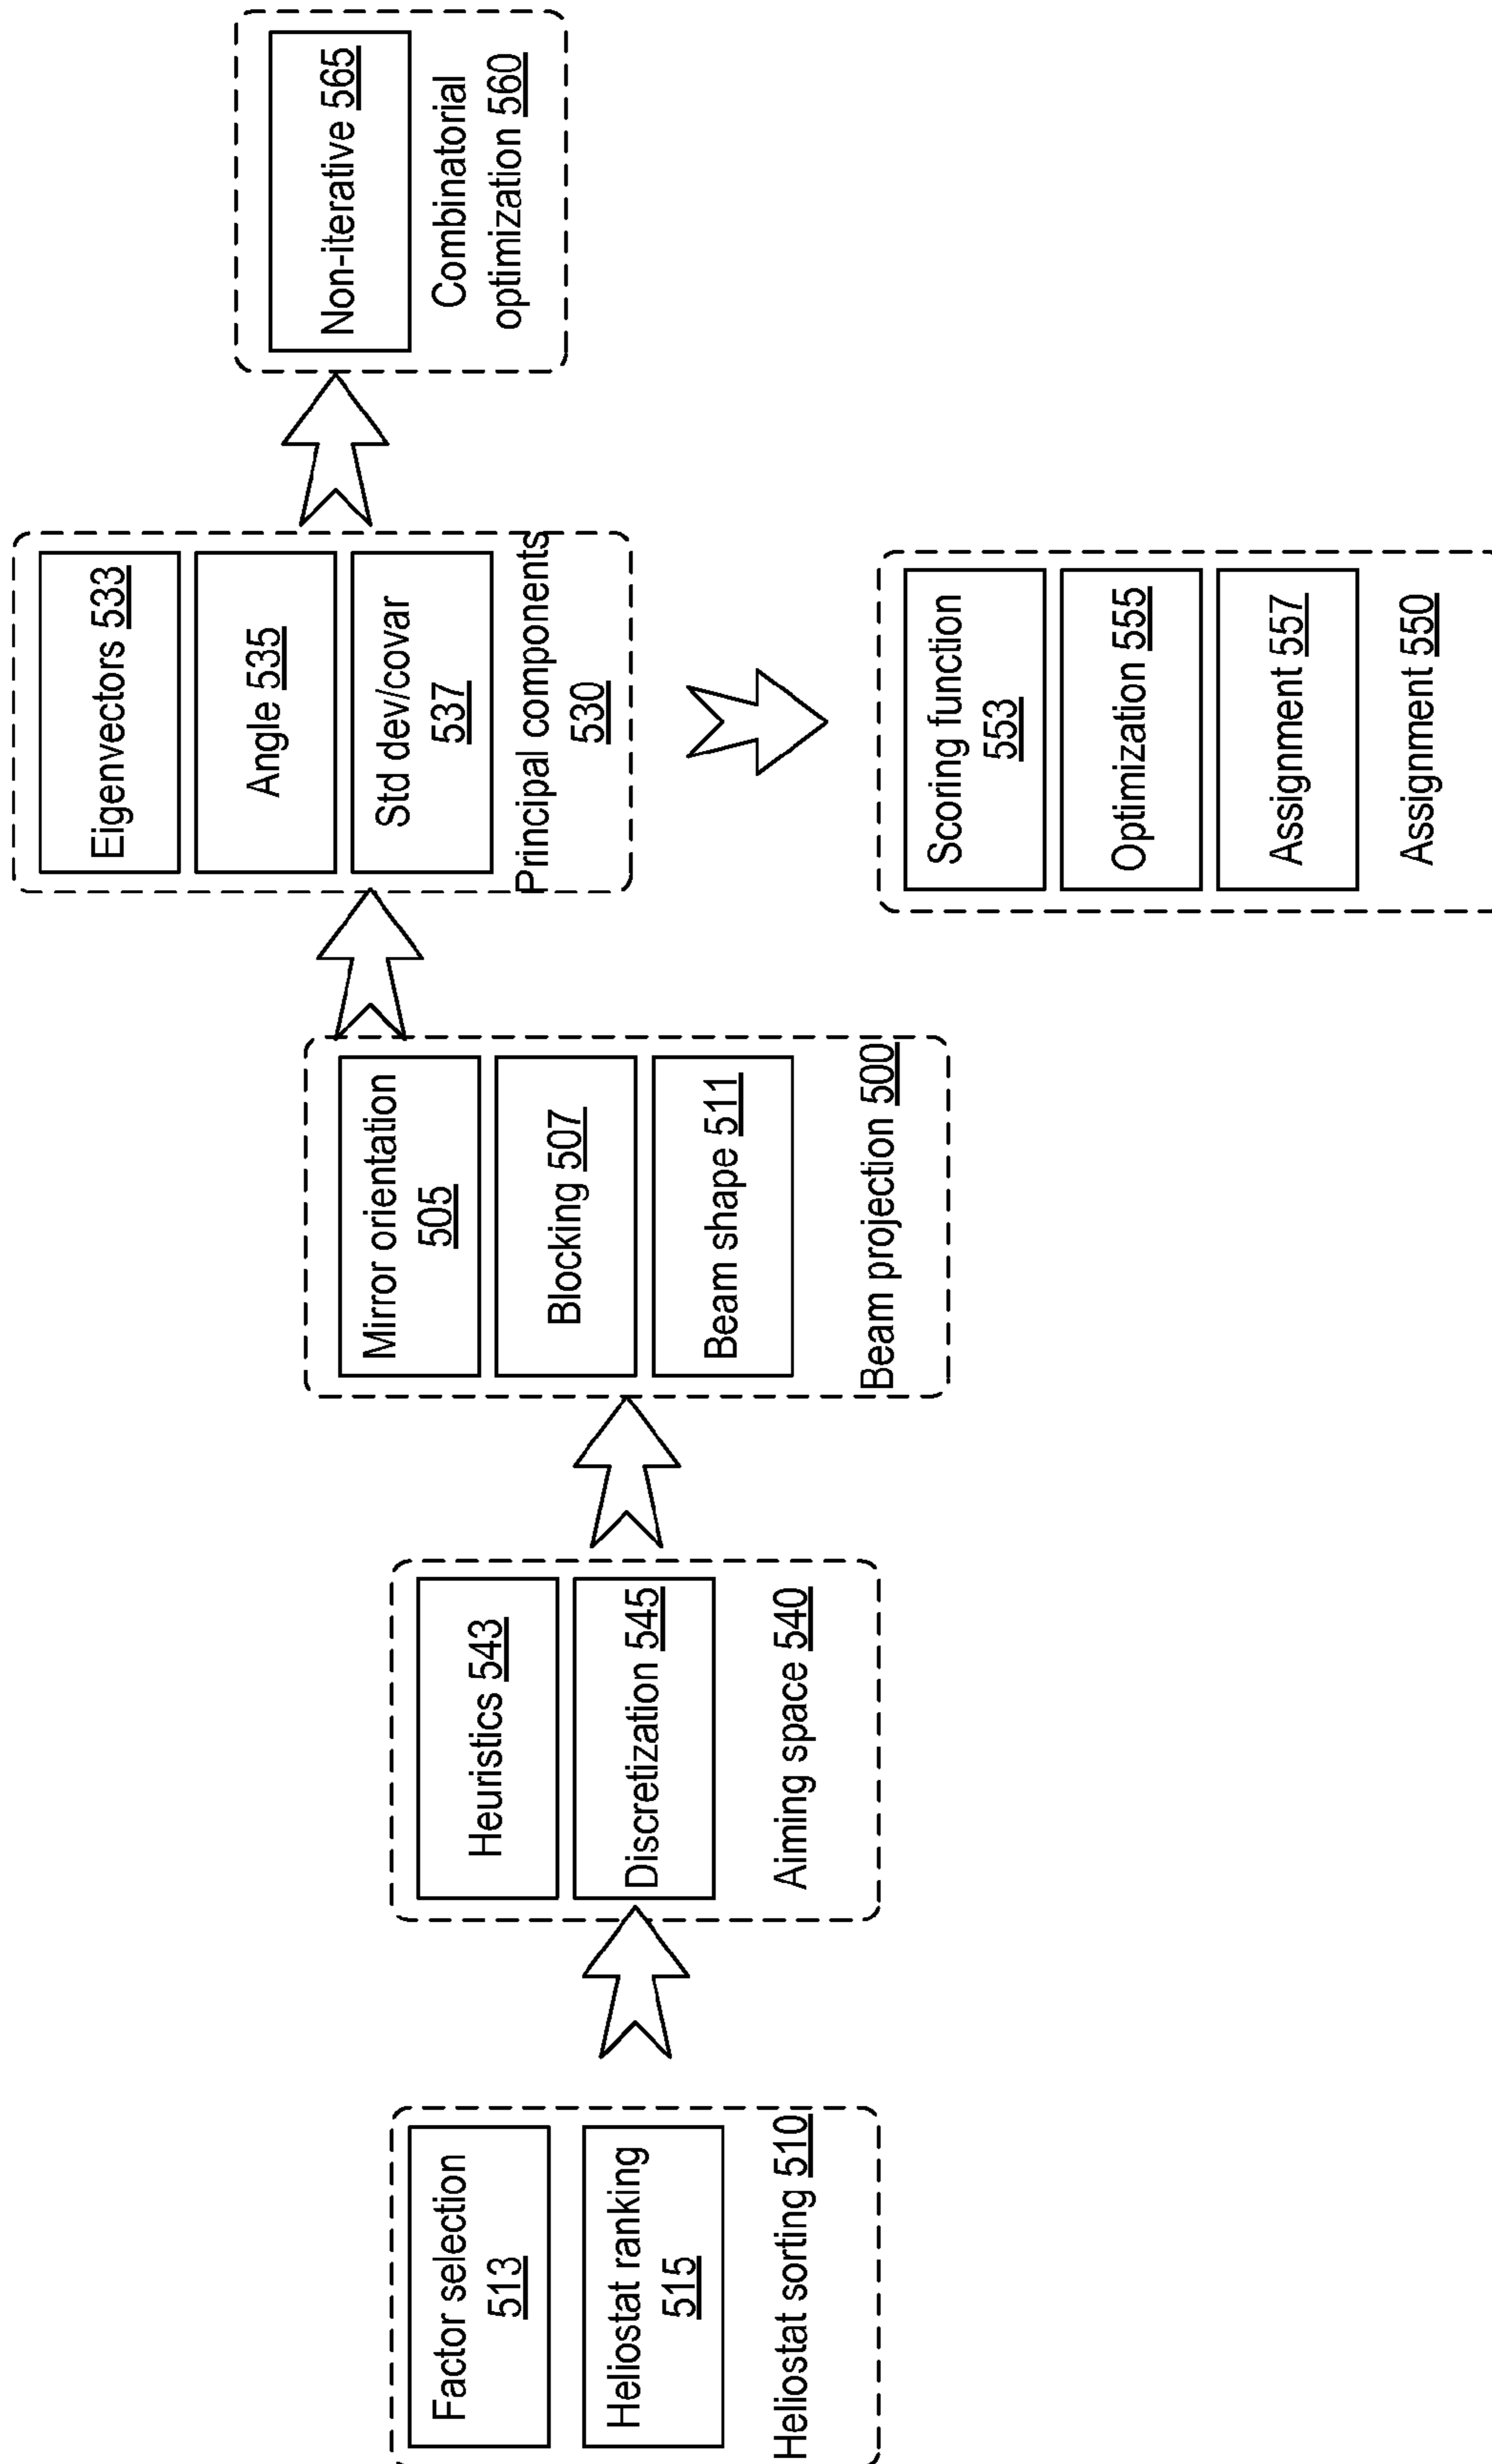 Factor selection
513
Heliostat ranking
515
Heliostat sorting 510
Heuristics 543
Discretization 545
Aiming space 540
Mirror orientation
505
Blocking 507
Beam shape 511
Beam projection 500
Eigenvectors 533
Angle 535
Std dev/covar
537
Principal components
530
Non-iterative 565
Combinatorial
optimization 560
Scoring function
553
Optimization 555
Assignment 557
Assignment 550